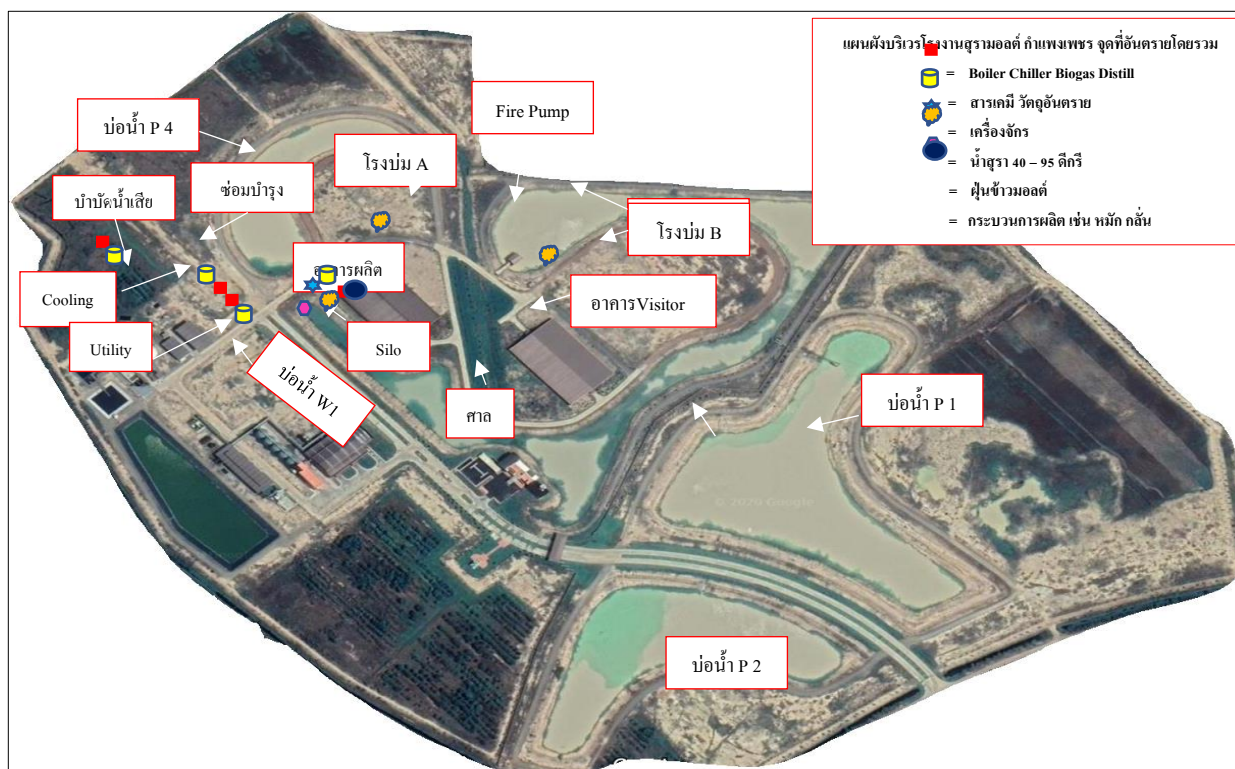 แผนผังบริเวรโรงงานสุรามอลต์ กำแพงเพชร จุดที่อันตรายโดยรวม
= Boiler Chiller Biogas Distill
= สารเคมี วัตถุอันตราย
= เครื่องจักร
= น้ำสุรา 40 – 95 ดีกรี
= ฝุ่นข้าวมอลต์
= กระบวนการผลิต เช่น หมัก กลั่น
Fire Pump
บ่อน้ำ P 4
โรงบ่ม A
ซ่อมบำรุง
บำบัดน้ำเสีย
โรงบ่ม B
การผลิต
Cooling
อาคารVisitor
Utility
Silo
บ่อน้ำ W1
ศาล
บ่อน้ำ P 1
© 2020 Google
บ่อน้ำ P 2